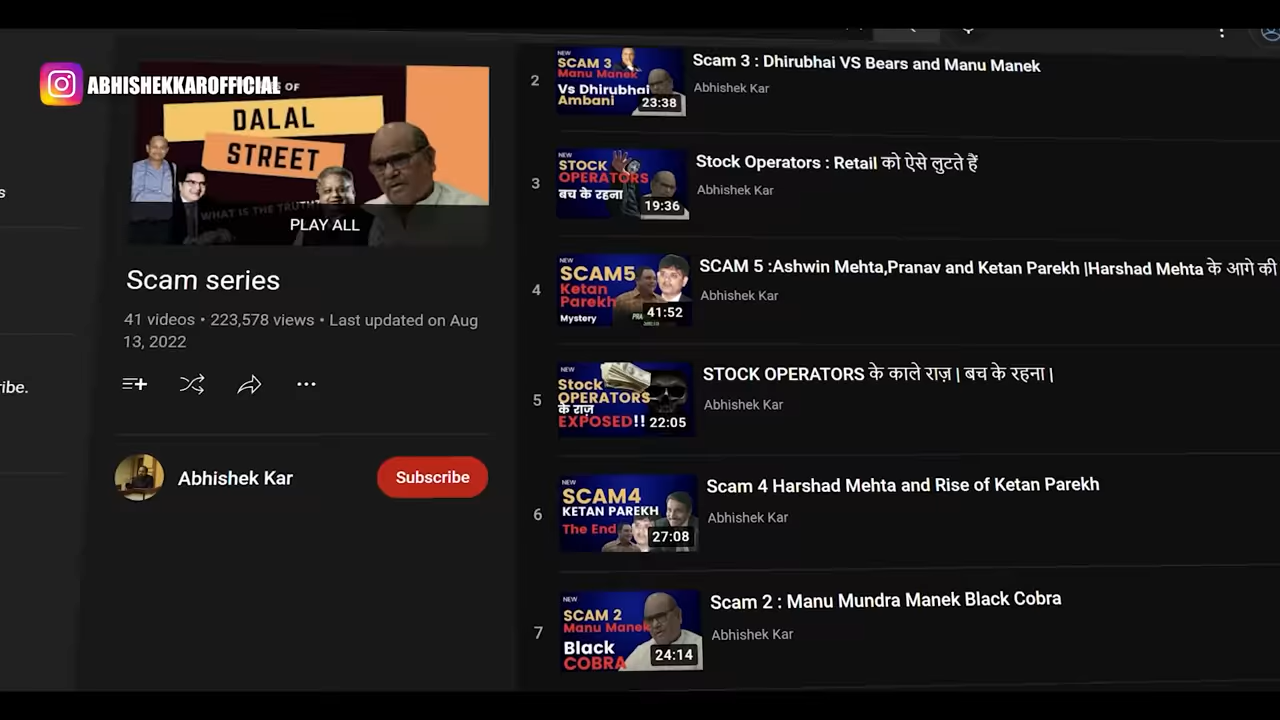 ABHISHEKKAROFFICIAL
OF
DALAL
STREET
WHAT IS THE TRUTH
PLAY ALL
Scam series
41 videos • 223,578 views • Last updated on Aug
13, 2022
Abhishek Kar
Subscribe
s
ibe.
2
NEW
SCAM 3
Manu Manek
Vs Dhirubhai
Ambani
23:38
Scam 3 : Dhirubhai VS Bears and Manu Manek
Abhishek Kar
3
NEW
STOCK
OPERATORS
बच के रहना
19:36
Stock Operators : Retail को ऐसे लुटते हैं
Abhishek Kar
4
NEW
SCAM5
Ketan
Parekh
Mystery
41:52
SCAM 5 :Ashwin Mehta,Pranav and Ketan Parekh |Harshad Mehta के आगे की
Abhishek Kar
5
NEW
Stock
OPERATORS
के राज़
EXPOSED!!
22:05
STOCK OPERATORS के काले राज़ | बच के रहना |
Abhishek Kar
6
NEW
SCAM4
KETAN PAREKH
The End
27:08
Scam 4 Harshad Mehta and Rise of Ketan Parekh
Abhishek Kar
7
NEW
SCAM 2
Manu Manek
Black
COBRA
24:14
Scam 2 : Manu Mundra Manek Black Cobra
Abhishek Kar